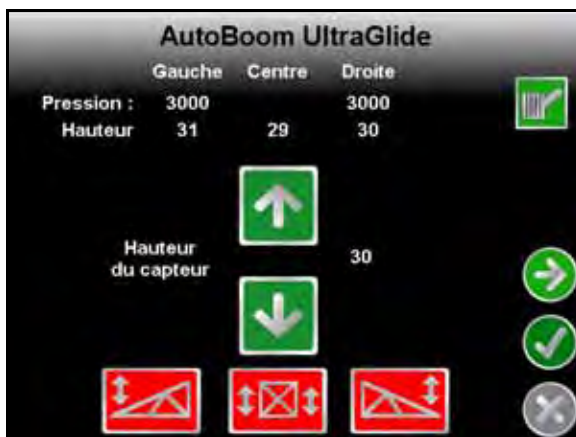 AutoBoom UltraGlide
Gauche Centre Droite
Pression : 3000 3000
Hauteur 31 29 30
Hauteur
du capteur 30